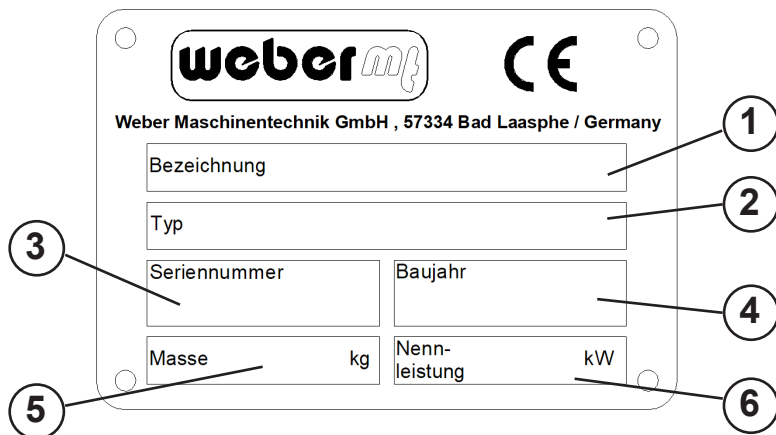 weber mt CE
Weber Maschinentechnik GmbH , 57334 Bad Laasphe / Germany
1
Bezeichnung
2
Typ
3
Seriennummer Baujahr
4
Masse kg Nenn-
leistung kW
5
6